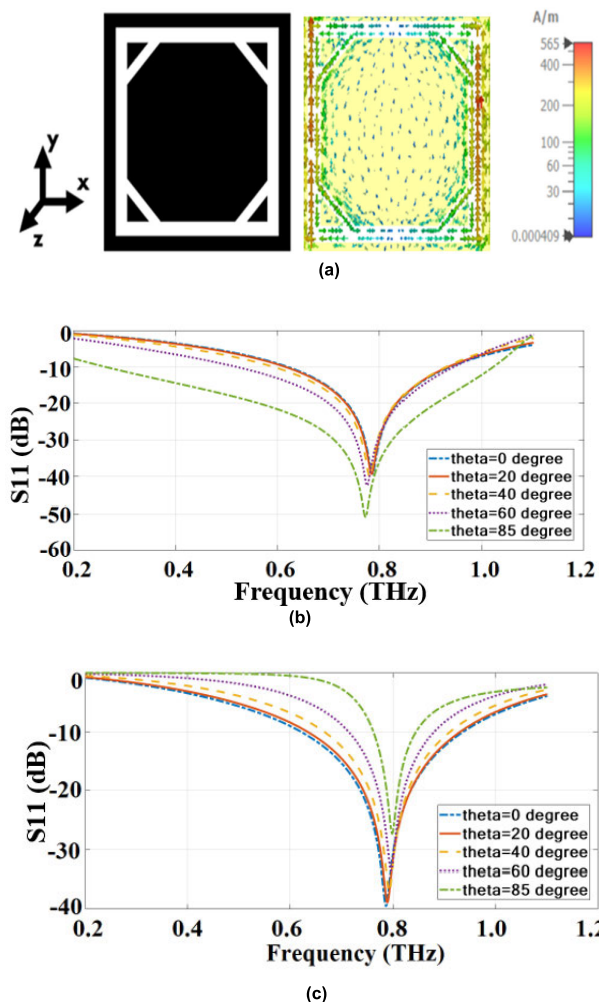 A/m
565
400
200
100
60
30
0.000409
y
x
z
(a)
0
-10
-20
-30
-40
-50
-60
S11 (dB)
theta=0 degree
theta=20 degree
theta=40 degree
theta=60 degree
theta=85 degree
0.2 0.4 0.6 0.8 1.0 1.2
Frequency (THz)
(b)
0
-10
-20
-30
-40
S11 (dB)
theta=0 degree
theta=20 degree
theta=40 degree
theta=60 degree
theta=85 degree
0.2 0.4 0.6 0.8 1.0 1.2
Frequency (THz)
(c)